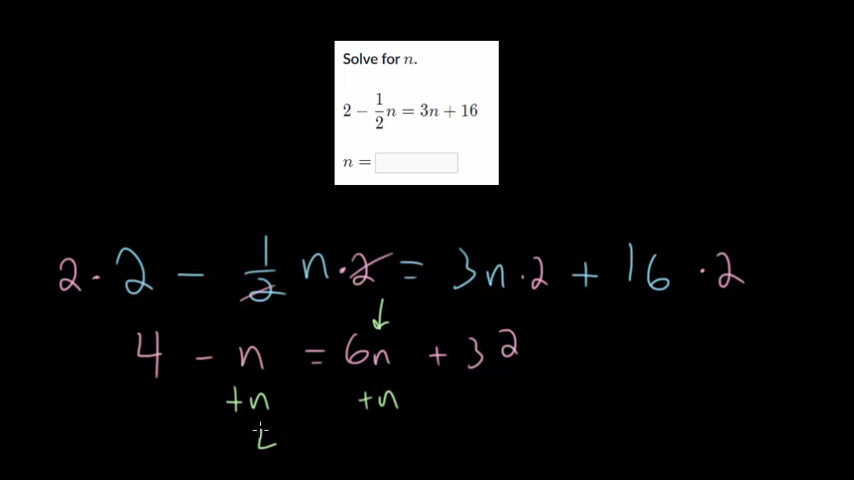 Solve for n.
2 − 1/2 n = 3n + 16
n =
2 · 2 − 1/2 n · 2 = 3n · 2 + 16 · 2
4 − n = 6n + 32
+n +n